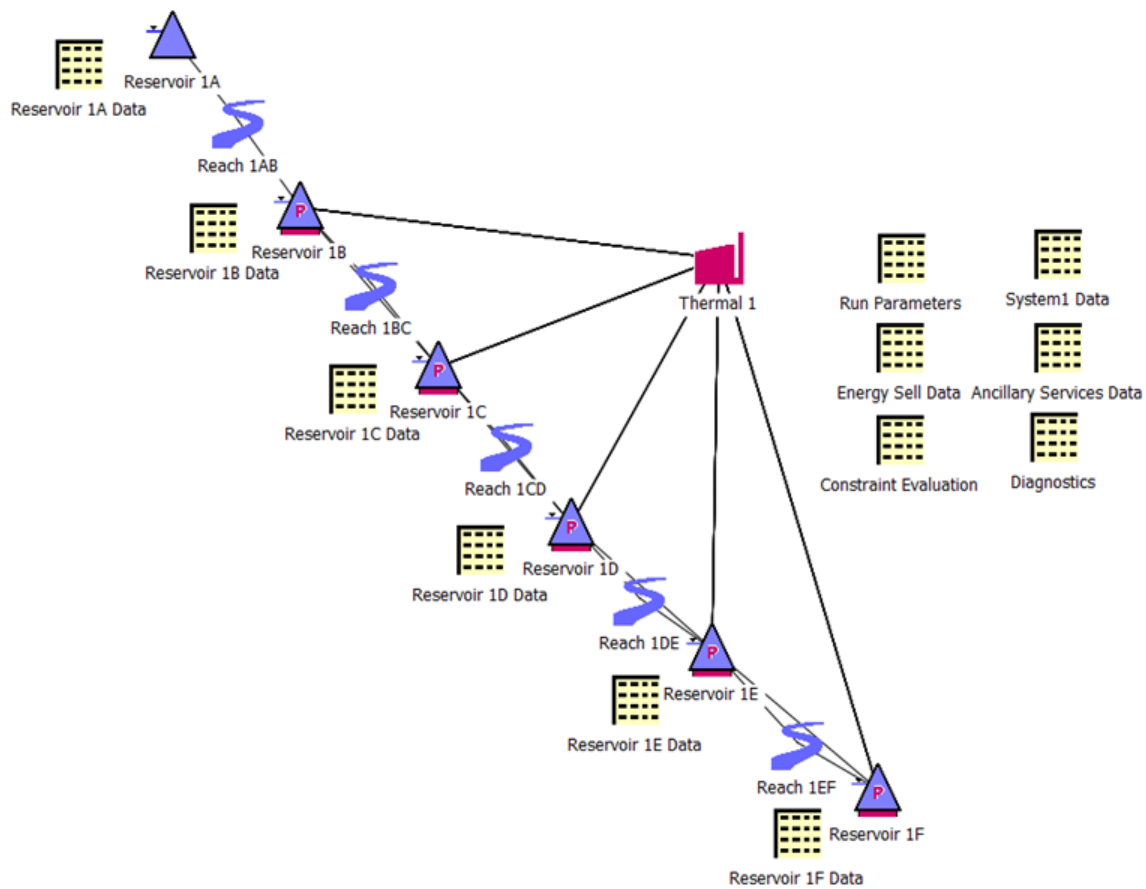 Reservoir 1A
Reservoir 1A Data
Reach 1AB
P
Reservoir 1B
Reservoir 1B Data
Thermal 1
Run Parameters
System1 Data
Reach 1BC
P
Reservoir 1C
Reservoir 1C Data
Energy Sell Data
Ancillary Services Data
Reach 1CD
Constraint Evaluation
Diagnostics
P
Reservoir 1D
Reservoir 1D Data
Reach 1DE
P
Reservoir 1E
Reservoir 1E Data
Reach 1EF
P
Reservoir 1F
Reservoir 1F Data